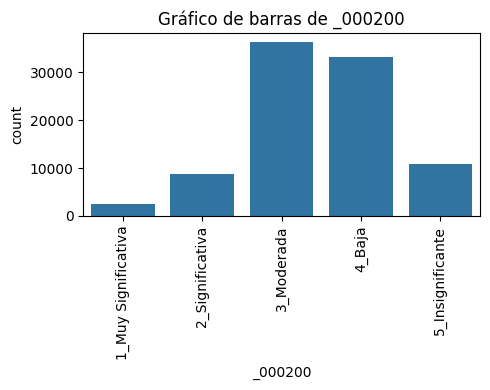 Gráfico de barras de _000200
count
30000
20000
10000
0
1_Muy Significativa
2_Significativa
3_Moderada
4_Baja
5_Insignificante
_000200